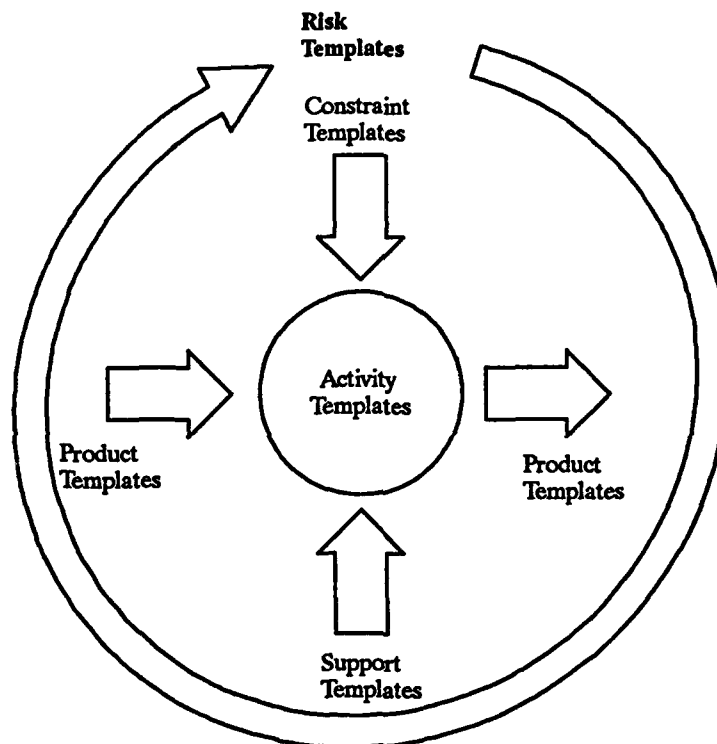 Risk
Templates
Constraint
Templates
Activity
Templates
Product
Templates
Product
Templates
Support
Templates